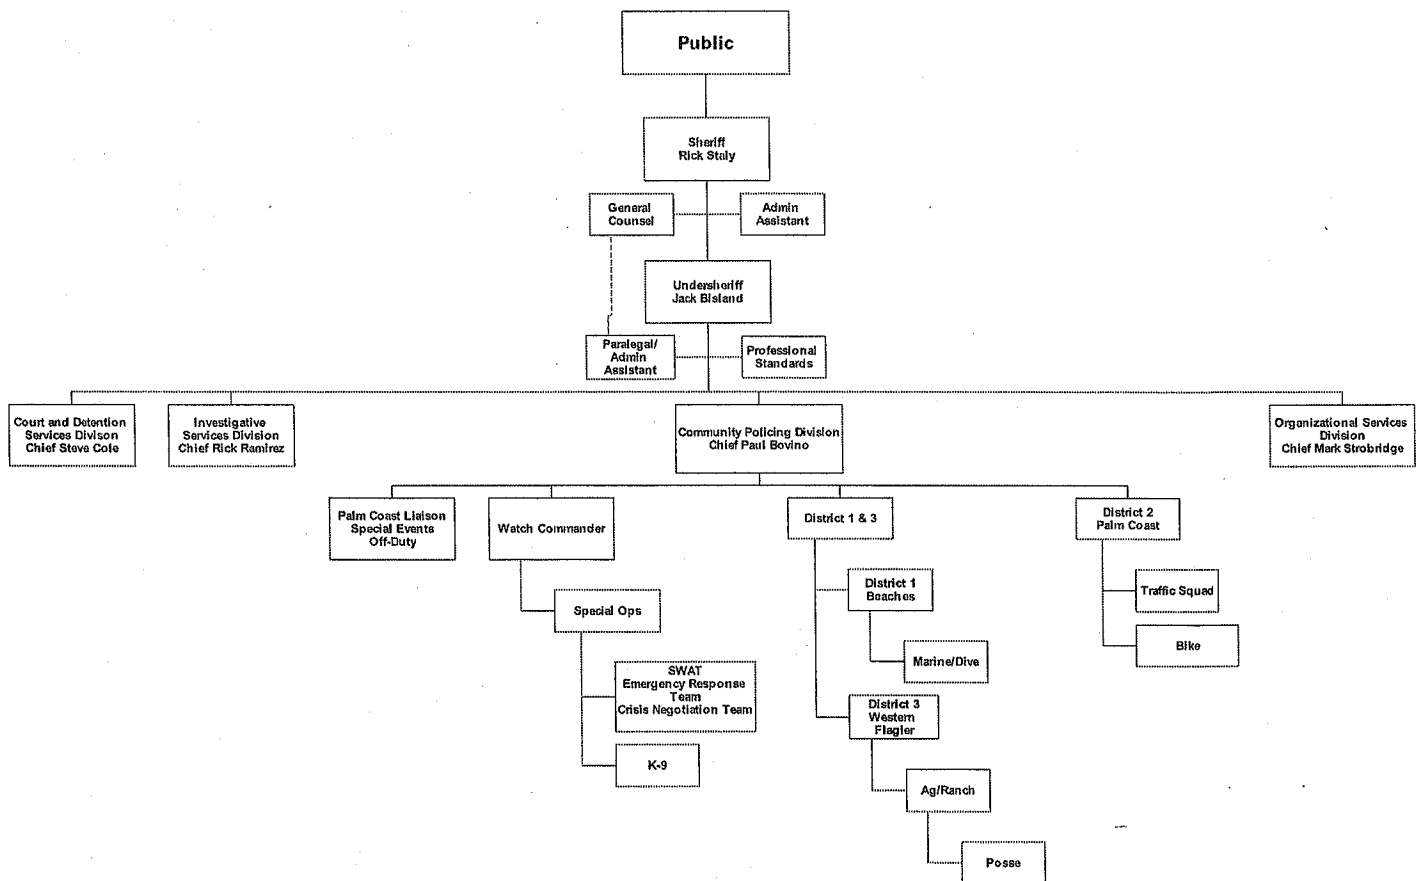 Public
Sheriff
Rick Staly
General
Counsel
Admin
Assistant
Undersheriff
Jack Bisland
Paralegal/
Admin
Assistant
Professional
Standards
Court and Detention
Services Divison
Chief Steve Cole
Investigative
Services Division
Chief Rick Ramirez
Community Policing Division
Chief Paul Bovino
Organizational Services
Division
Chief Mark Strobridge
Palm Coast Liaison
Special Events
Off-Duty
Watch Commander
District 1 & 3
District 2
Palm Coast
Special Ops
SWAT
Emergency Response
Team
Crisis Negotiation Team
K-9
District 1
Beaches
Marine/Dive
District 3
Western
Flagler
Ag/Ranch
Posse
Traffic Squad
Bike